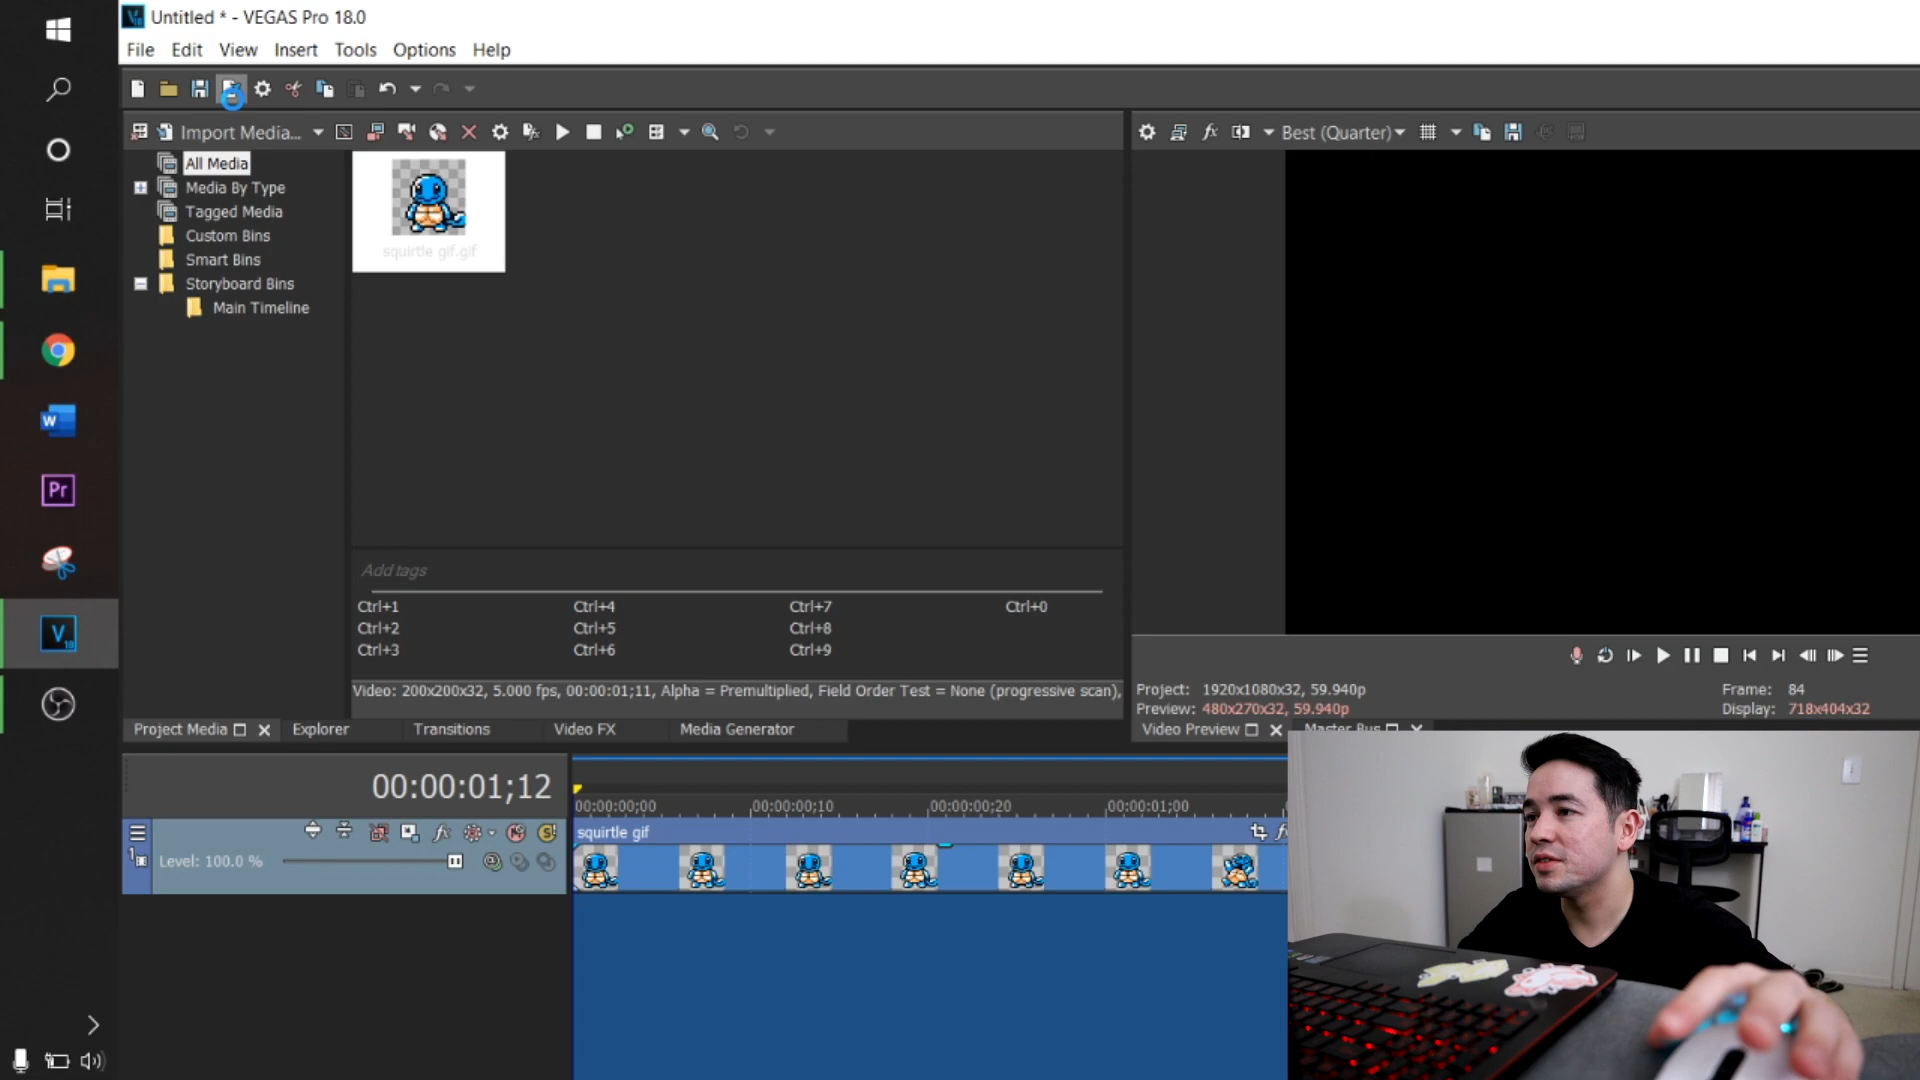 Untitled * - VEGAS Pro 18.0
File Edit View Insert Tools Options Help
Import Media...
Best (Quarter)
All Media
Media By Type
Tagged Media
Custom Bins
Smart Bins
Storyboard Bins
Main Timeline
squirtle gif.gif
Add tags
Ctrl+1 Ctrl+4 Ctrl+7 Ctrl+0
Ctrl+2 Ctrl+5 Ctrl+8
Ctrl+3 Ctrl+6 Ctrl+9
Video: 200x200x32, 5.000 fps, 00:00:01;11, Alpha = Premultiplied, Field Order Test = None (progressive scan),
Project: 1920x1080x32, 59.940p
Preview: 480x270x32, 59.940p
Frame: 84
Display: 718x404x32
Project Media Explorer Transitions Video FX Media Generator
Video Preview Master Bus
00:00:01;12
00:00:00;00 00:00:00;10 00:00:00;20 00:00:01;00
squirtle gif
1
Level: 100.0 %
W
Pr
V
18